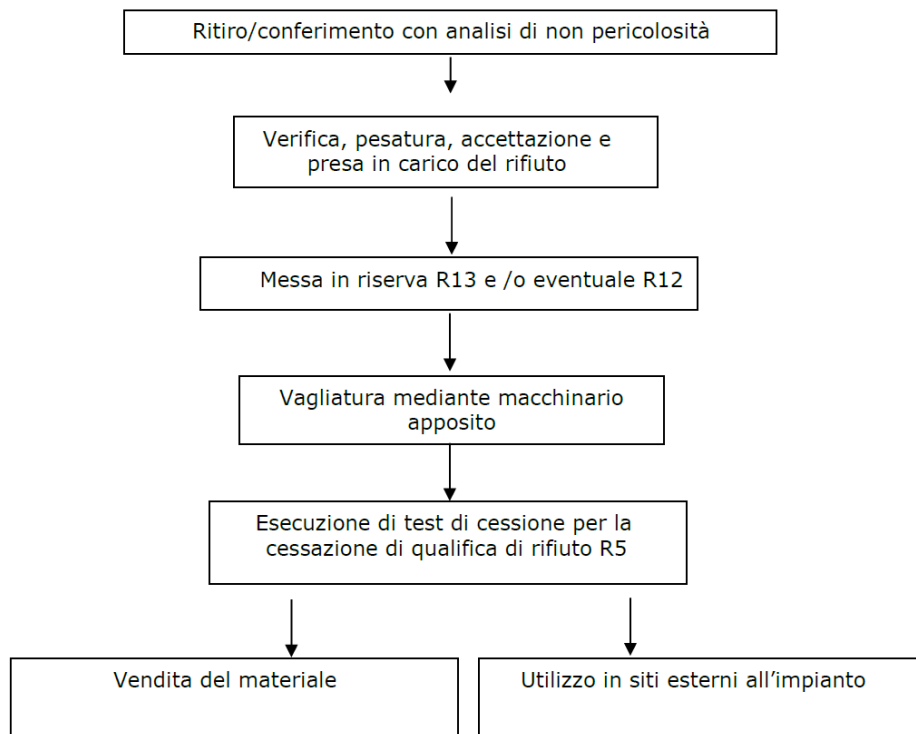 Ritiro/conferimento con analisi di non pericolosità
Verifica, pesatura, accettazione e
presa in carico del rifiuto
Messa in riserva R13 e /o eventuale R12
Vagliatura mediante macchinario
apposito
Esecuzione di test di cessione per la
cessazione di qualifica di rifiuto R5
Vendita del materiale
Utilizzo in siti esterni all’impianto